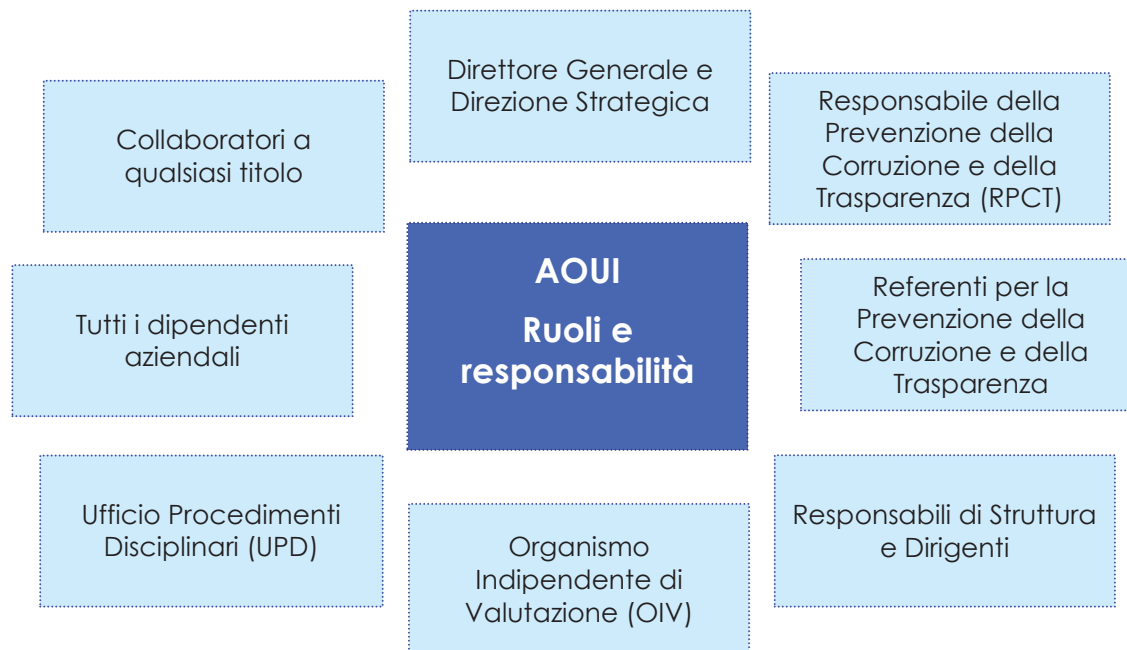 Direttore Generale e
Direzione Strategica
Responsabile della
Prevenzione della
Corruzione e della
Trasparenza (RPCT)
Collaboratori a
qualsiasi titolo
AOUI
Ruoli e
responsabilità
Referenti per la
Prevenzione della
Corruzione e della
Trasparenza
Tutti i dipendenti
aziendali
Ufficio Procedimenti
Disciplinari (UPD)
Organismo
Indipendente di
Valutazione (OIV)
Responsabili di Struttura
e Dirigenti